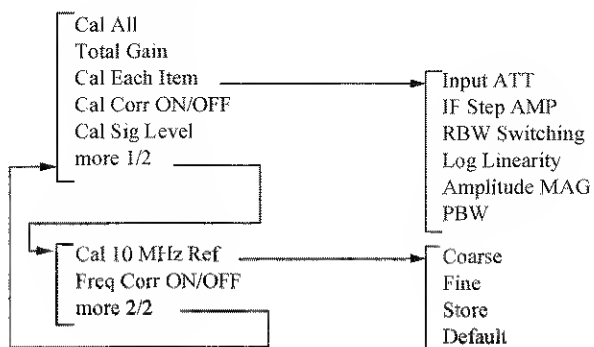 Cal All
Total Gain
Cal Each Item
Cal Corr ON/OFF
Cal Sig Level
more 1/2
Input ATT
IF Step AMP
RBW Switching
Log Linearity
Amplitude MAG
PBW
Cal 10 MHz Ref
Freq Corr ON/OFF
more 2/2
Coarse
Fine
Store
Default